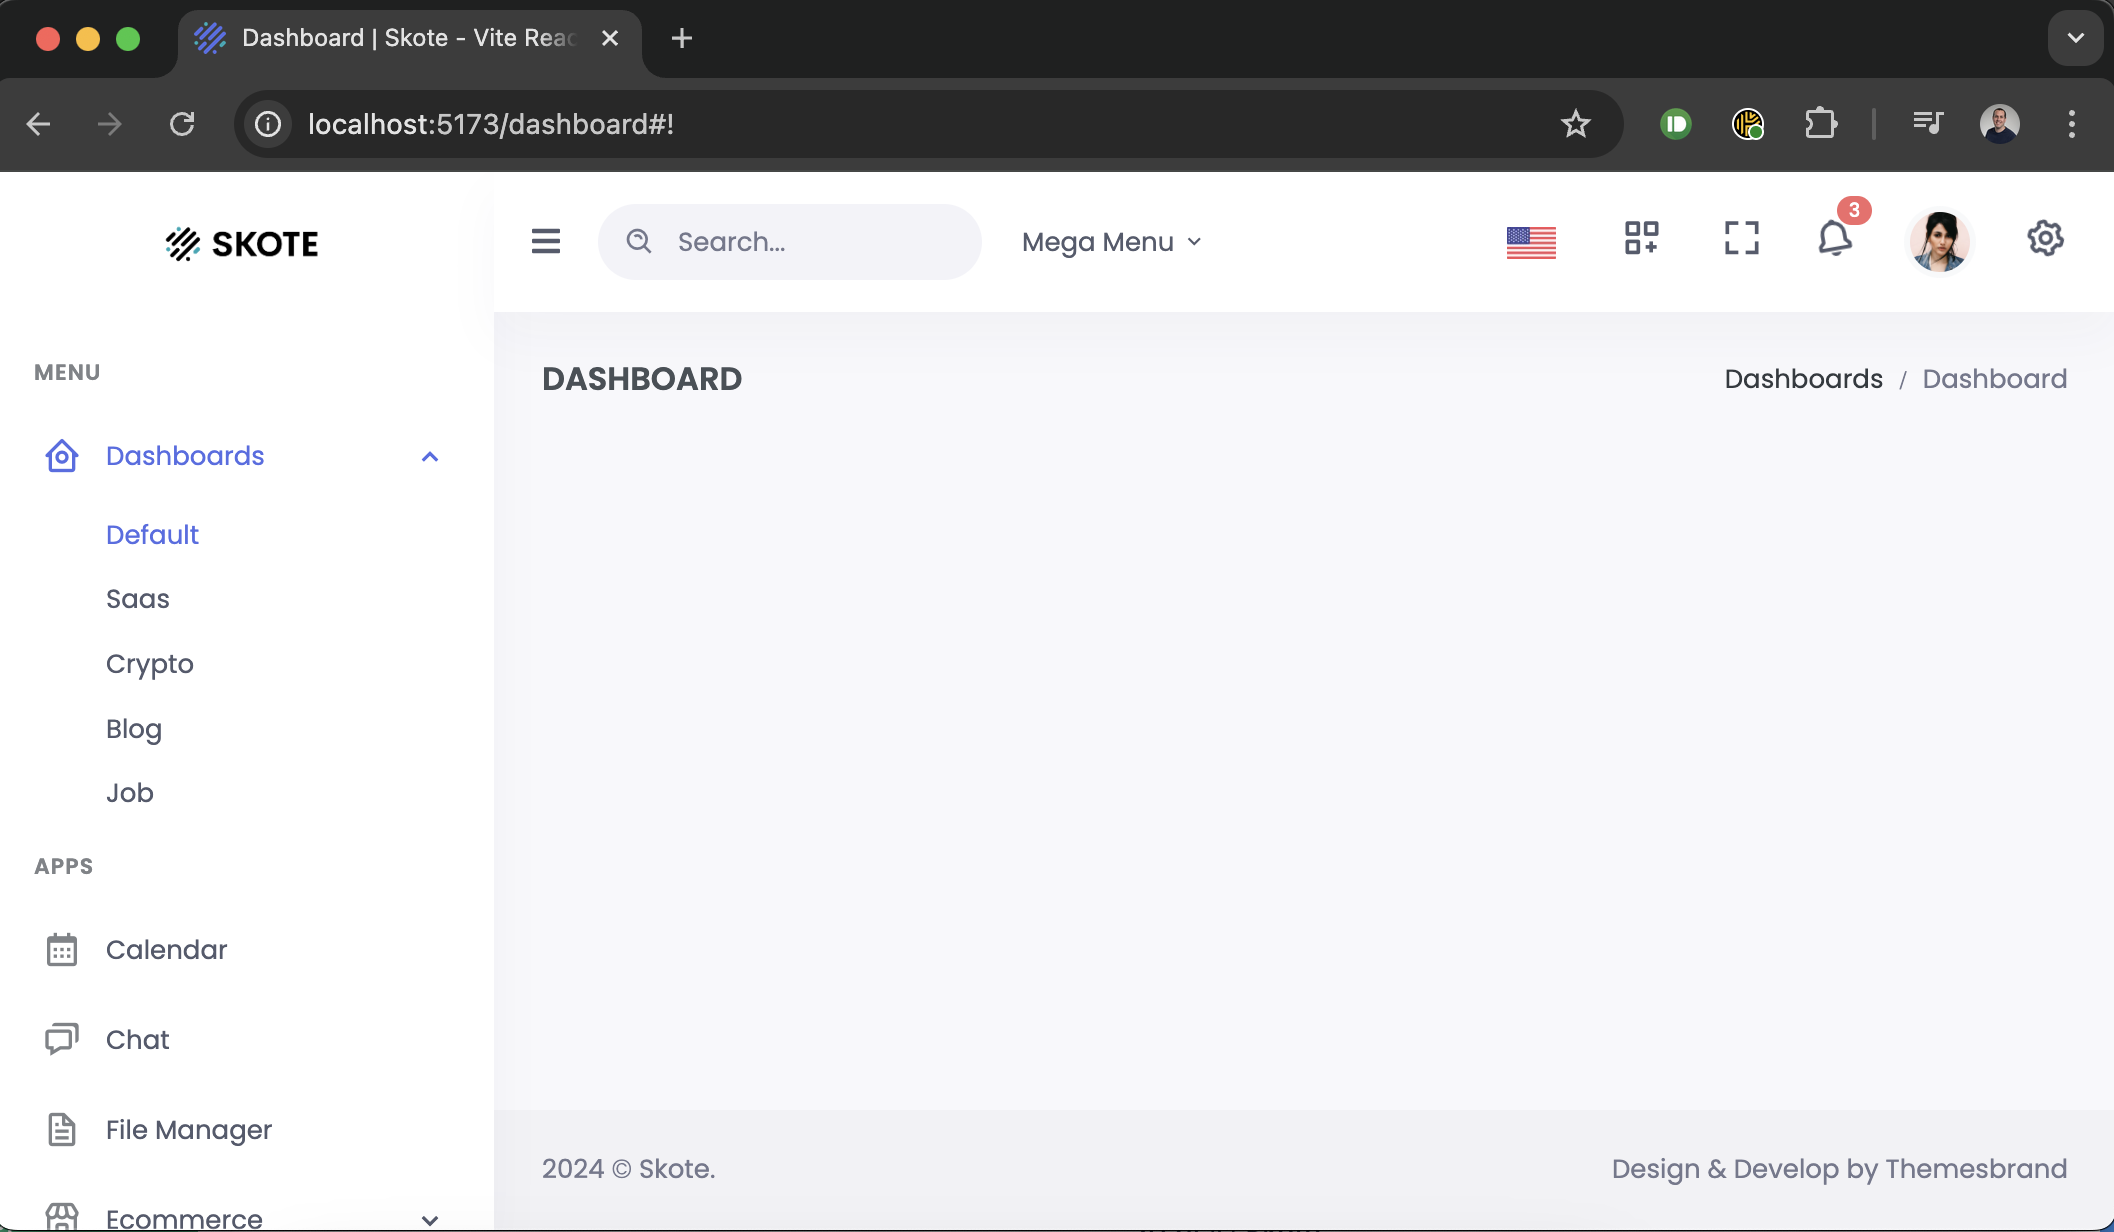 Dashboard | Skote - Vite Reac
localhost:5173/dashboard#!
SKOTE
Search...
Mega Menu
3
MENU
Dashboards
Default
Saas
Crypto
Blog
Job
APPS
Calendar
Chat
File Manager
Ecommerce
DASHBOARD
Dashboards / Dashboard
2024 © Skote.
Design & Develop by Themesbrand